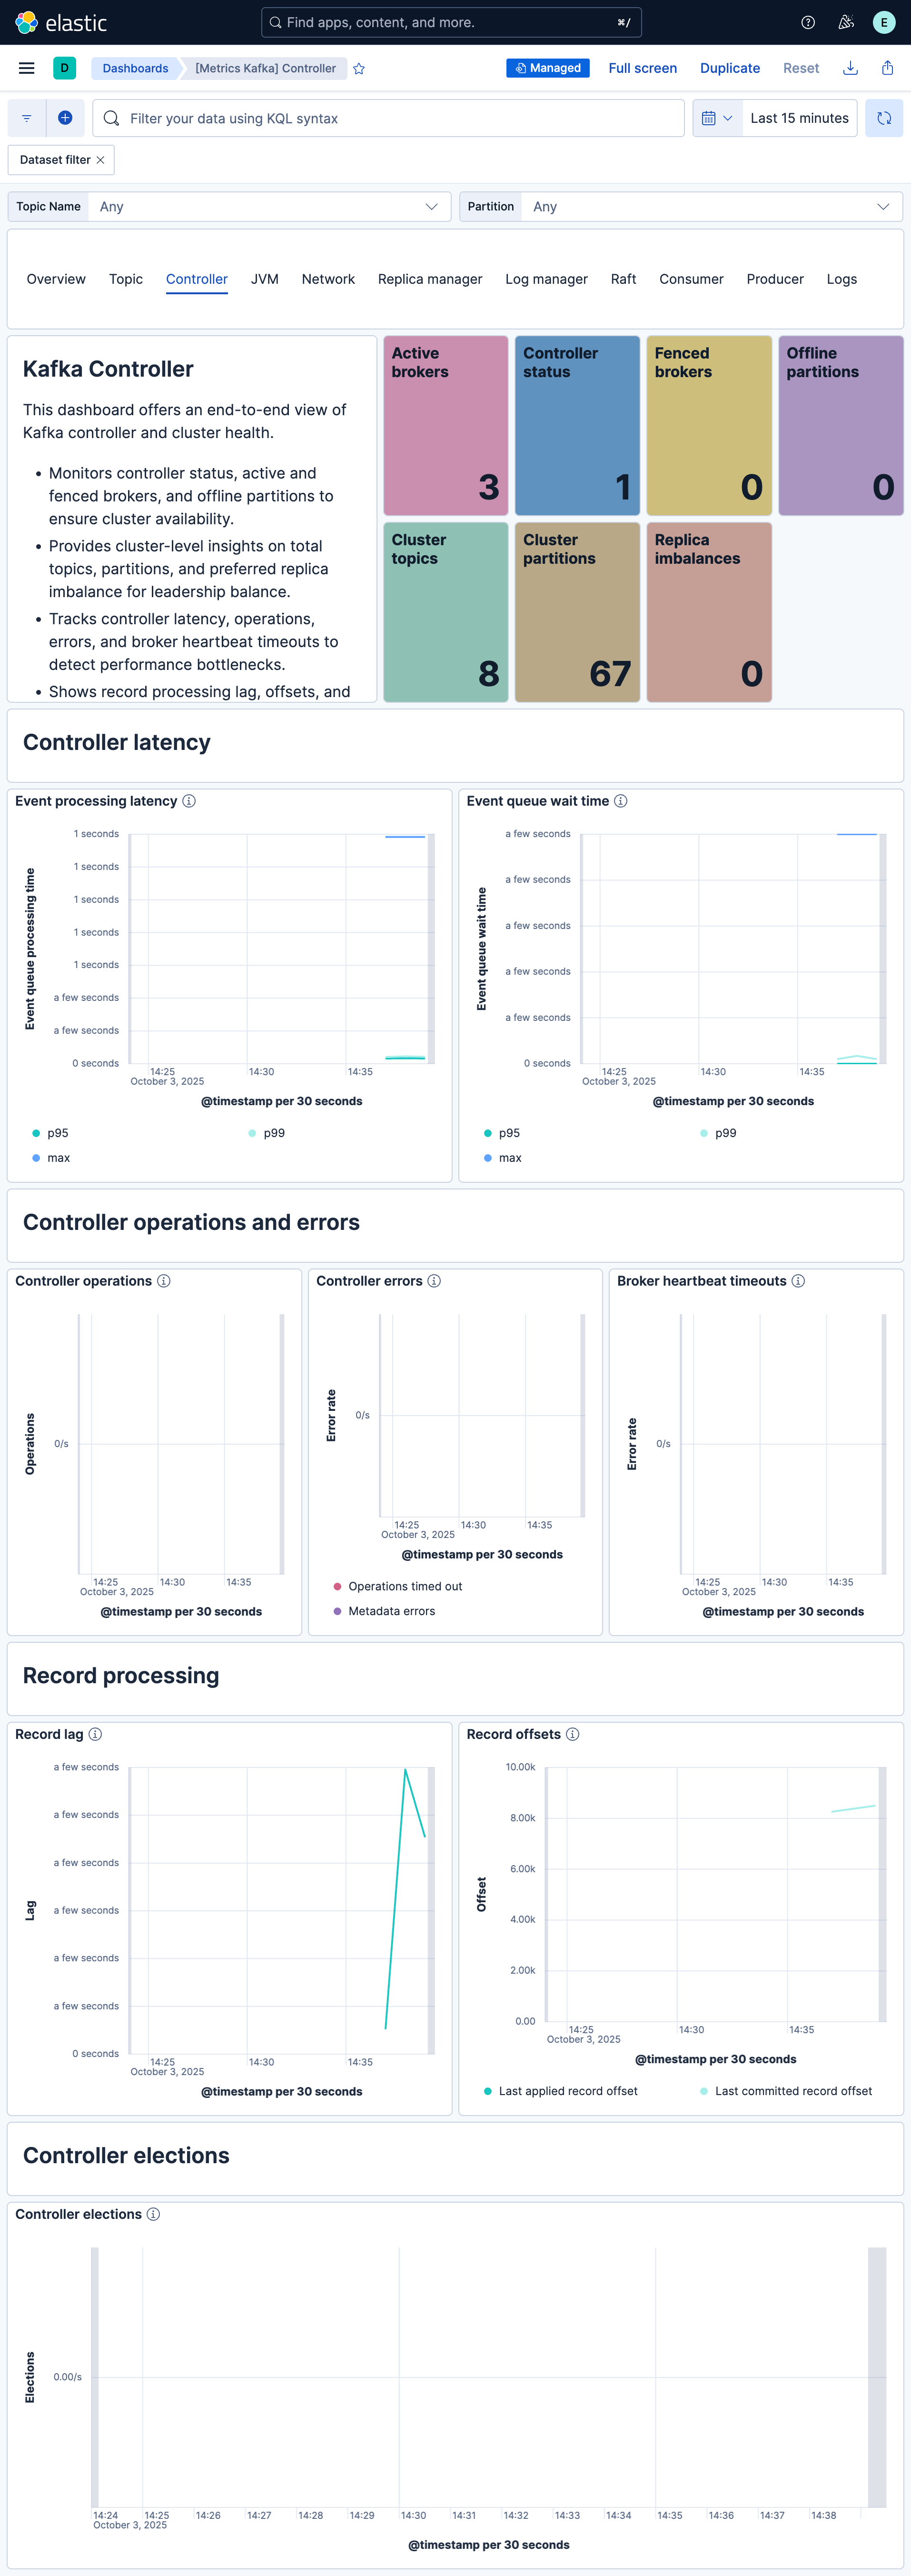 elastic
Find apps, content, and more.
⌘/
E
D
Dashboards
[Metrics Kafka] Controller
Managed
Full screen
Duplicate
Reset
Filter your data using KQL syntax
Last 15 minutes
Dataset filter
Topic Name
Any
Partition
Any
Overview
Topic
Controller
JVM
Network
Replica manager
Log manager
Raft
Consumer
Producer
Logs
Kafka Controller
This dashboard offers an end-to-end view of
Kafka controller and cluster health.
• Monitors controller status, active and
fenced brokers, and offline partitions to
ensure cluster availability.
• Provides cluster-level insights on total
topics, partitions, and preferred replica
imbalance for leadership balance.
• Tracks controller latency, operations,
errors, and broker heartbeat timeouts to
detect performance bottlenecks.
• Shows record processing lag, offsets, and
Active
brokers
3
Controller
status
1
Fenced
brokers
0
Offline
partitions
0
Cluster
topics
8
Cluster
partitions
67
Replica
imbalances
0
Controller latency
Event processing latency
Event queue processing time
1 seconds
1 seconds
1 seconds
1 seconds
1 seconds
a few seconds
a few seconds
0 seconds
14:25
14:30
14:35
October 3, 2025
@timestamp per 30 seconds
p95
p99
max
Event queue wait time
Event queue wait time
a few seconds
a few seconds
a few seconds
a few seconds
a few seconds
0 seconds
14:25
14:30
14:35
October 3, 2025
@timestamp per 30 seconds
p95
p99
max
Controller operations and errors
Controller operations
Operations
0/s
14:25
14:30
14:35
October 3, 2025
@timestamp per 30 seconds
Controller errors
Error rate
0/s
14:25
14:30
14:35
October 3, 2025
@timestamp per 30 seconds
Operations timed out
Metadata errors
Broker heartbeat timeouts
Error rate
0/s
14:25
14:30
14:35
October 3, 2025
@timestamp per 30 seconds
Record processing
Record lag
Lag
a few seconds
a few seconds
a few seconds
a few seconds
a few seconds
a few seconds
0 seconds
14:25
14:30
14:35
October 3, 2025
@timestamp per 30 seconds
Record offsets
Offset
10.00k
8.00k
6.00k
4.00k
2.00k
0.00
14:25
14:30
14:35
October 3, 2025
@timestamp per 30 seconds
Last applied record offset
Last committed record offset
Controller elections
Controller elections
Elections
0.00/s
14:24
14:25
14:26
14:27
14:28
14:29
14:30
14:31
14:32
14:33
14:34
14:35
14:36
14:37
14:38
October 3, 2025
@timestamp per 30 seconds